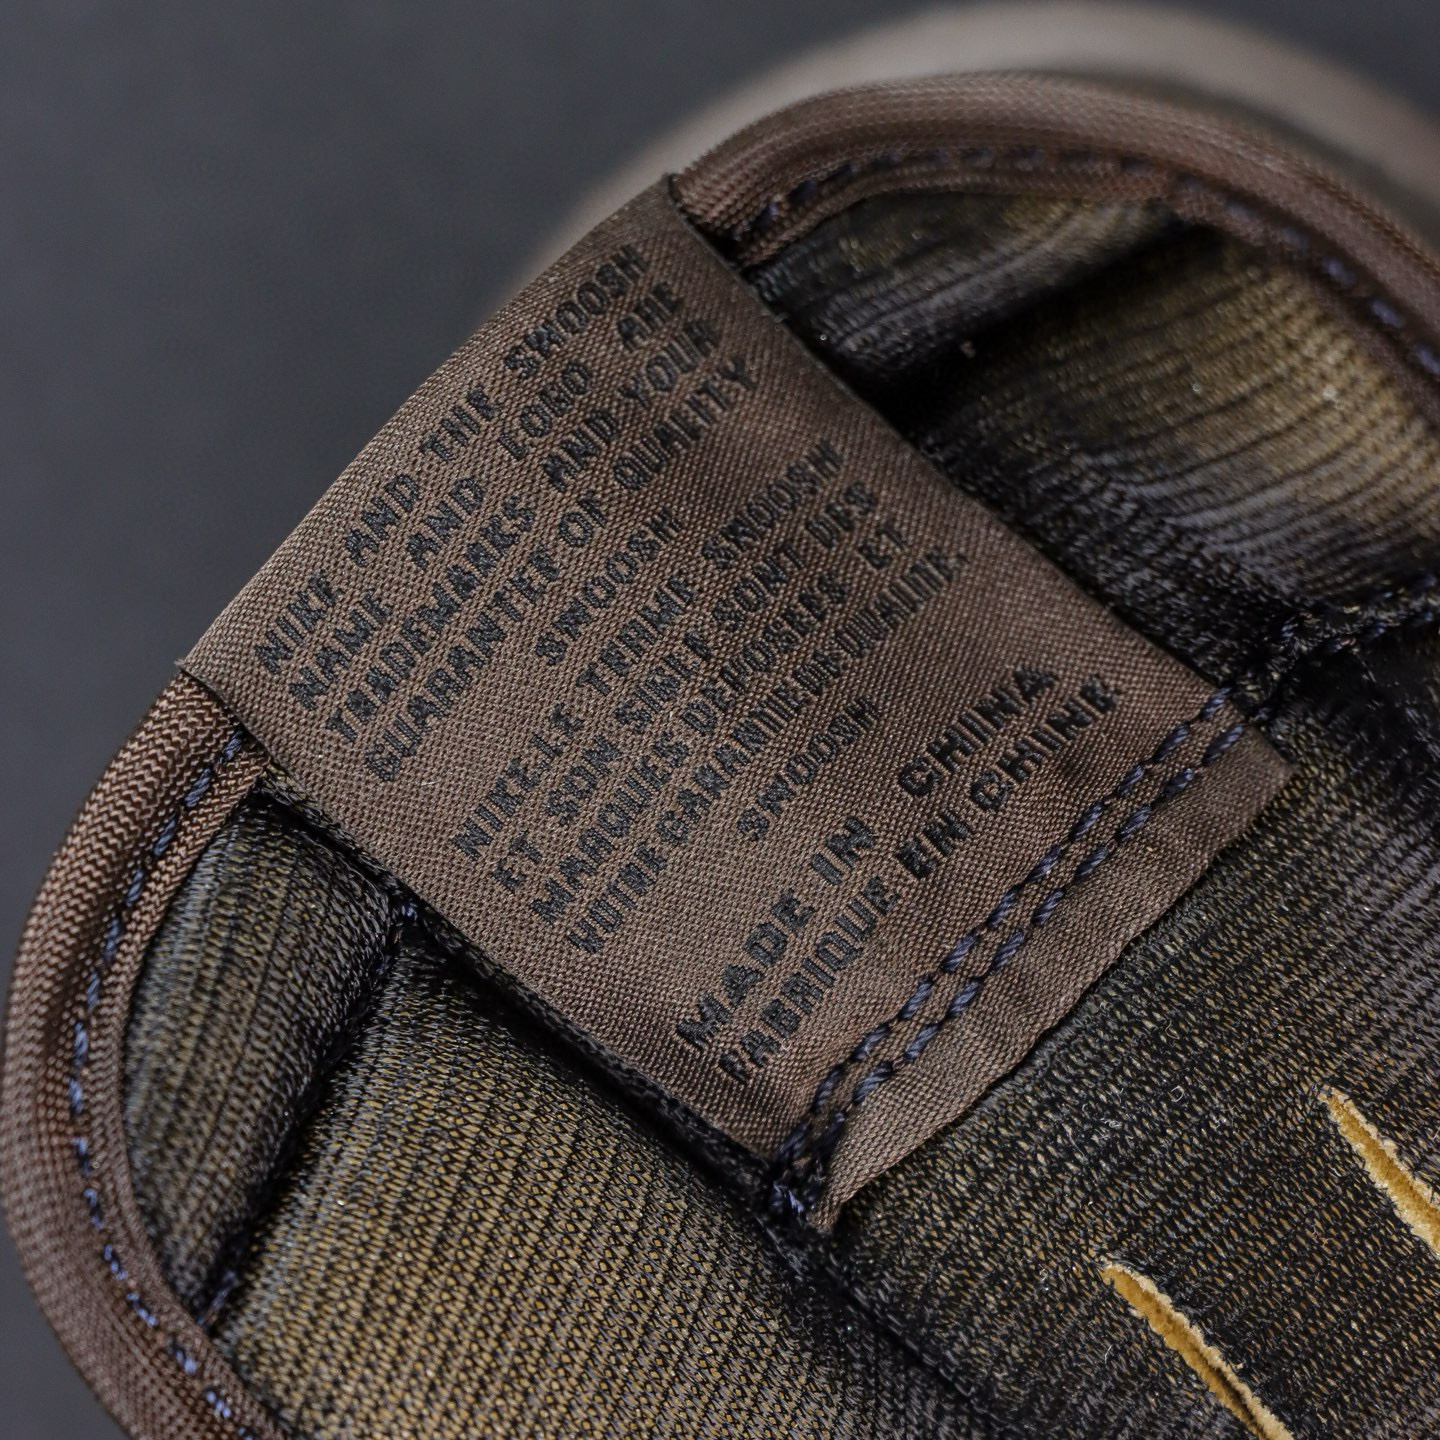 NIKE AND THE SWOOSH
NAME AND LOGO ARE
TRADEMARKS AND YOUR
GUARANTEE OF QUALITY
SWOOSH
NIKE.LE TERME SWOOSH
ET SON SIGLE SONT DES
MARQUES DEPOSEES ET
VOTRE GARANTIE DE QUALITE.
SWOOSH
MADE IN CHINA
FABRIQUE EN CHINE